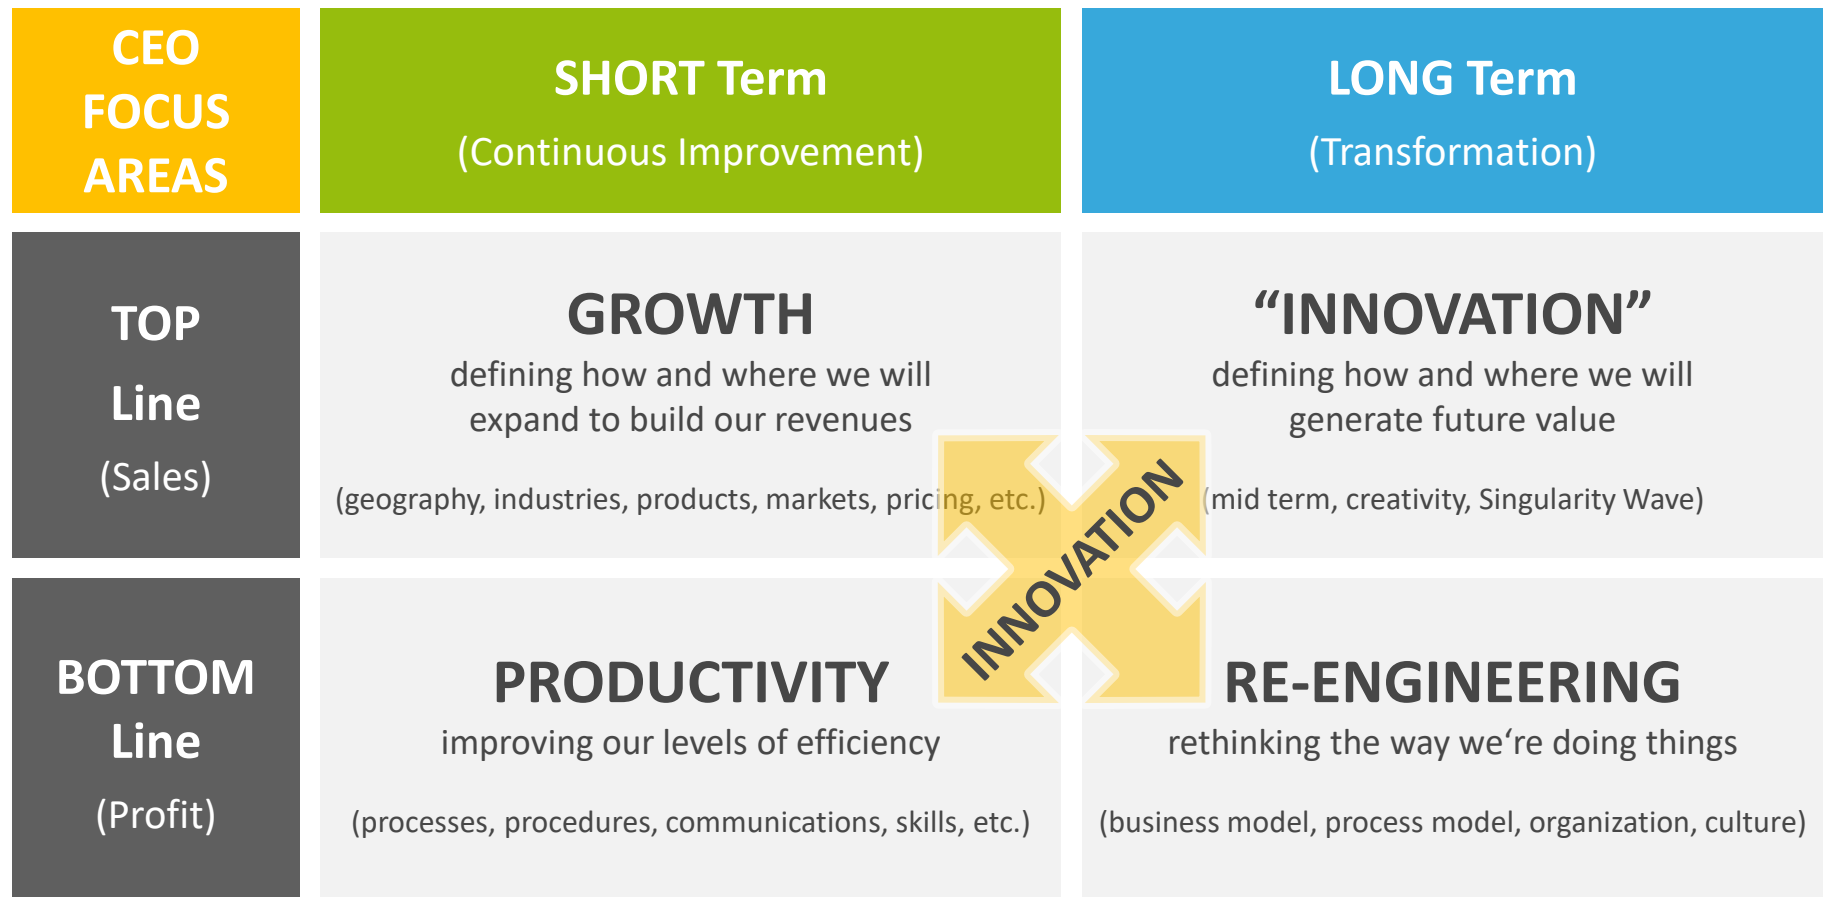 CEO
FOCUS
AREAS
SHORT Term
(Continuous Improvement)
LONG Term
(Transformation)
TOP
Line
(Sales)
GROWTH
defining how and where we will
expand to build our revenues
(geography, industries, products, markets, pricing, etc.)
“INNOVATION”
defining how and where we will
generate future value
(mid term, creativity, Singularity Wave)
INNOVATION
BOTTOM
Line
(Profit)
PRODUCTIVITY
improving our levels of efficiency
(processes, procedures, communications, skills, etc.)
RE-ENGINEERING
rethinking the way we‘re doing things
(business model, process model, organization, culture)